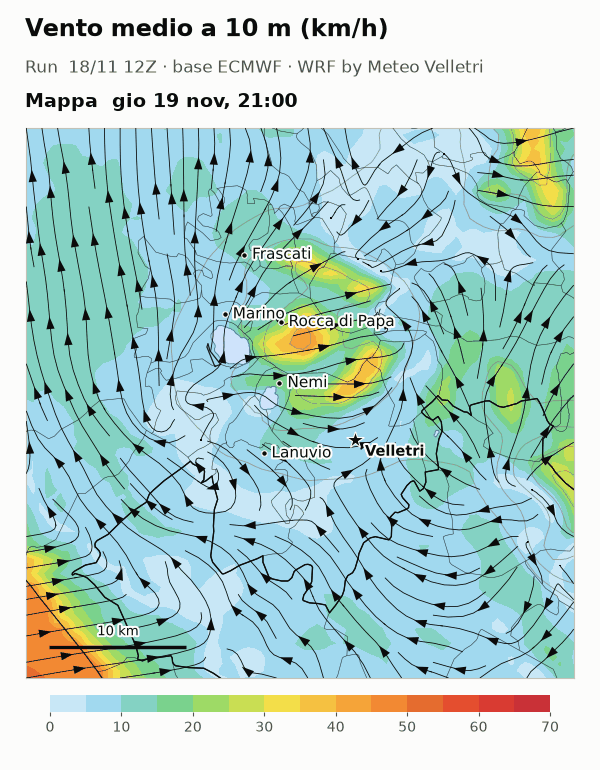 Vento medio a 10 m (km/h)
Run  18/11 12Z · base ECMWF · WRF by Meteo Velletri
Mappa  gio 19 nov, 21:00
Frascati
Marino
Rocca di Papa
Nemi
Velletri
Lanuvio
10 km
0 10 20 30 40 50 60 70